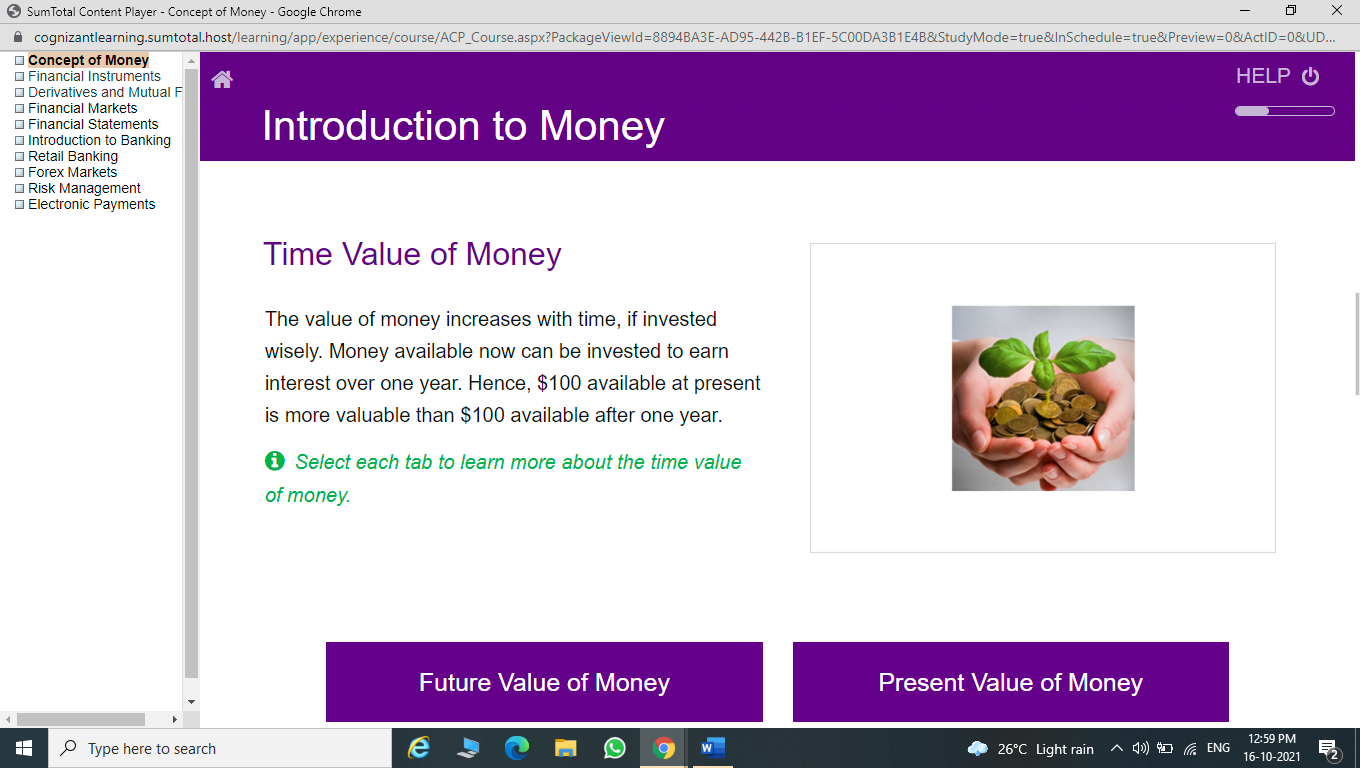 SumTotal Content Player - Concept of Money - Google Chrome
cognizantlearning.sumtotal.host/learning/app/experience/course/ACP_Course.aspx?PackageViewId=8894BA3E-AD95-442B-B1EF-5C00DA3B1E4B&StudyMode=true&InSchedule=true&Preview=0&ActID=0&UD...
Concept of Money
Financial Instruments
Derivatives and Mutual F
Financial Markets
Financial Statements
Introduction to Banking
Retail Banking
Forex Markets
Risk Management
Electronic Payments
HELP
Introduction to Money
Time Value of Money
The value of money increases with time, if invested
wisely. Money available now can be invested to earn
interest over one year. Hence, $100 available at present
is more valuable than $100 available after one year.
Select each tab to learn more about the time value
of money.
Future Value of Money
Present Value of Money
Type here to search
26°C Light rain
ENG
12:59 PM
16-10-2021
2